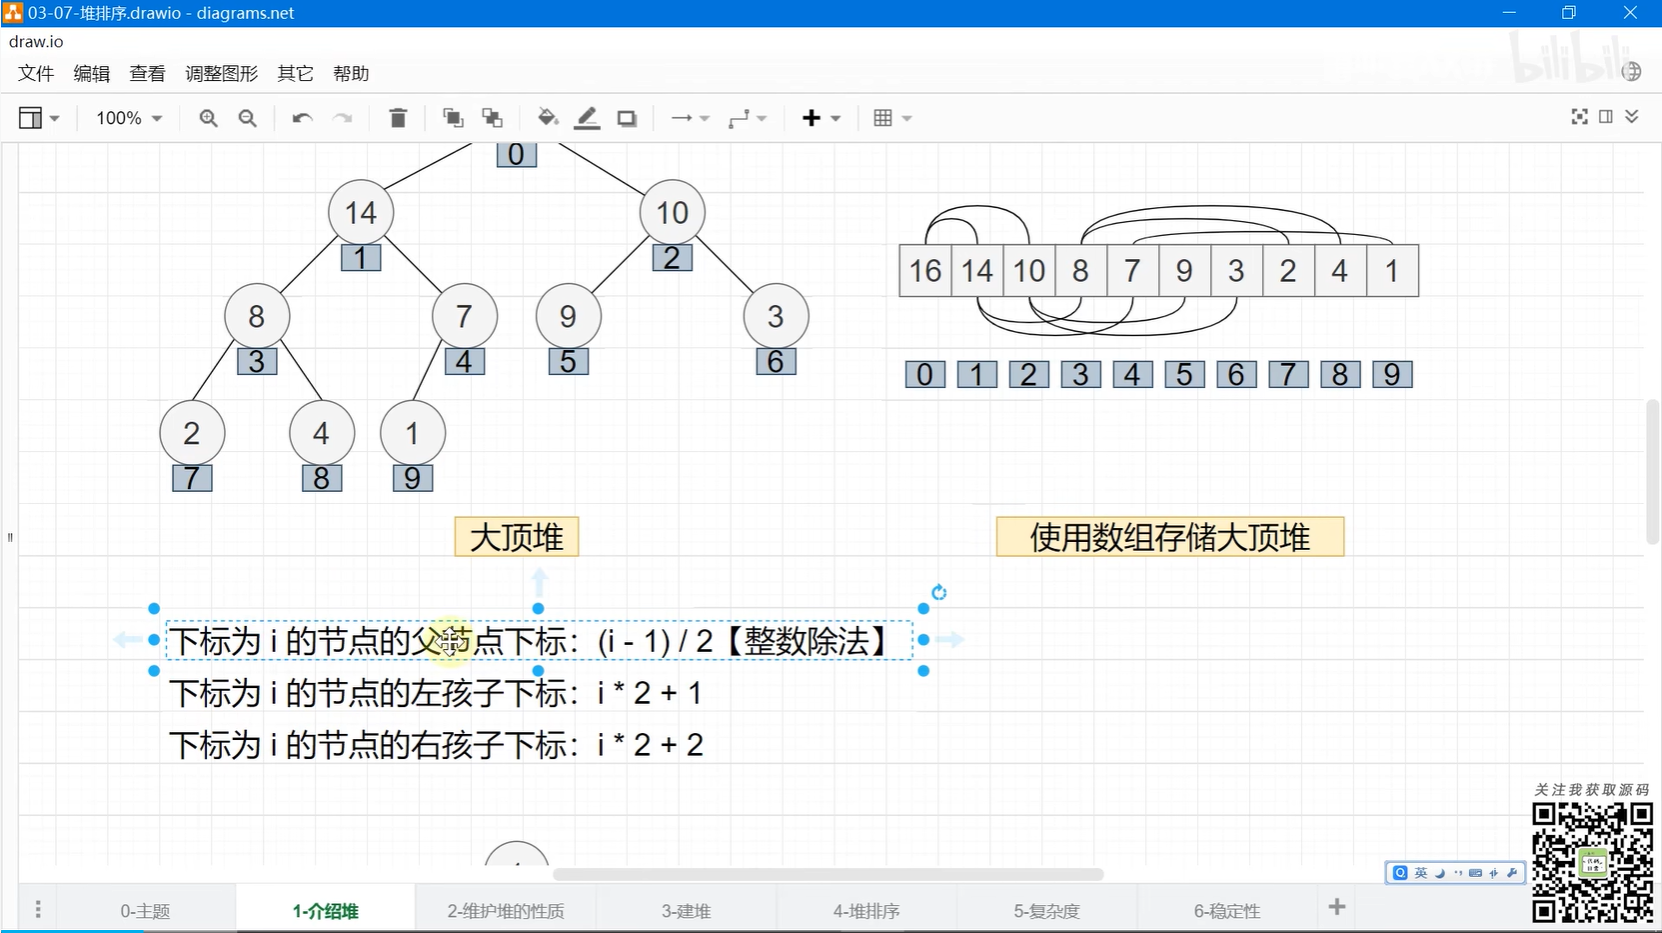 03-07-堆排序.drawio - diagrams.net
draw.io
bilibili
文件 编辑 查看 调整图形 其它 帮助
100%
0
14 10
1 2
16 14 10 8 7 9 3 2 4 1
8 7 9 3
3 4 5 6
0 1 2 3 4 5 6 7 8 9
2 4 1
7 8 9
大顶堆
使用数组存储大顶堆
下标为 i 的节点的父节点下标：(i - 1) / 2【整数除法】
下标为 i 的节点的左孩子下标：i * 2 + 1
下标为 i 的节点的右孩子下标：i * 2 + 2
关注我获取源码
英
0-主题 1-介绍堆 2-维护堆的性质 3-建堆 4-堆排序 5-复杂度 6-稳定性